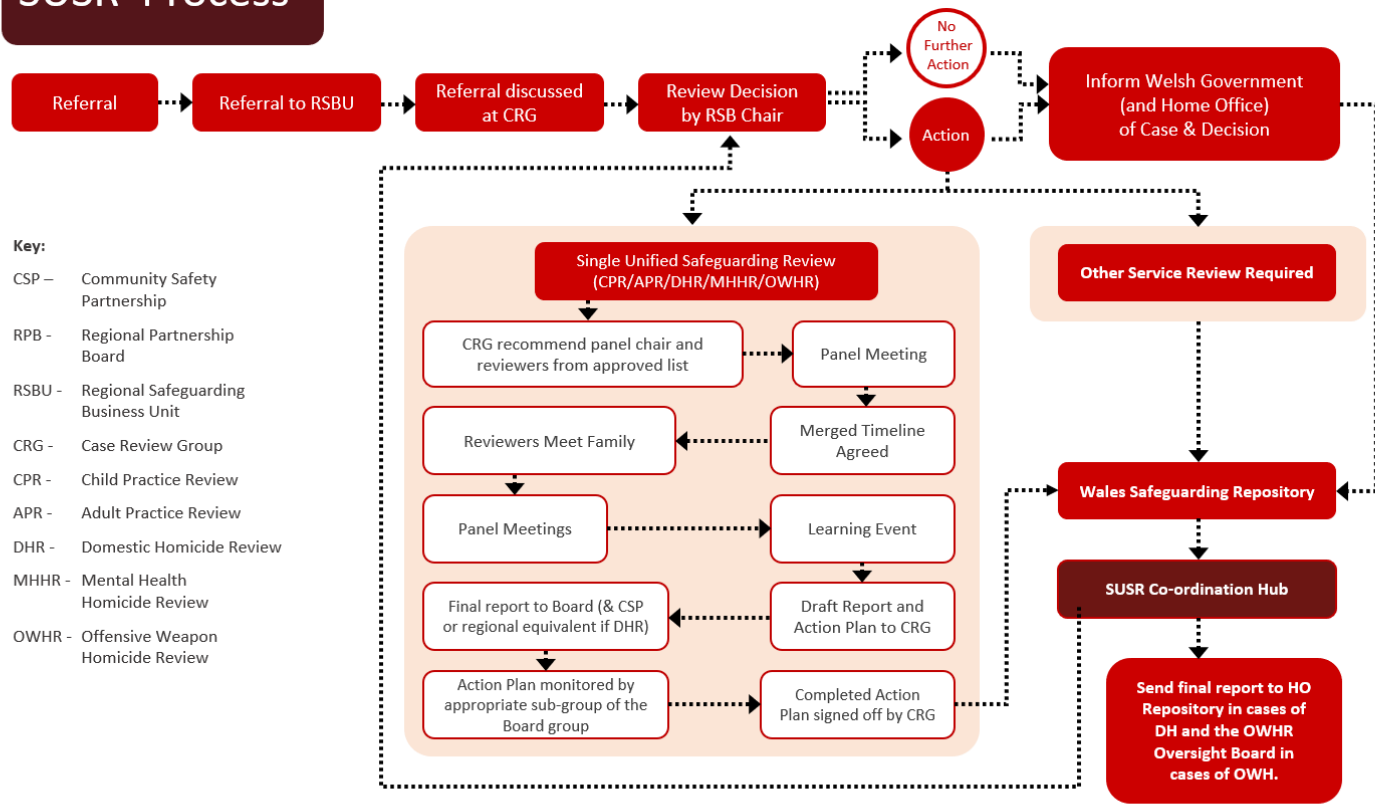 SUSR Process
No
Further
Action
Referral
Referral to RSBU
Referral discussed
at CRG
Review Decision
by RSB Chair
Action
Inform Welsh Government
(and Home Office)
of Case & Decision
Key:
CSP – Community Safety
Partnership
RPB - Regional Partnership
Board
RSBU - Regional Safeguarding
Business Unit
CRG - Case Review Group
CPR - Child Practice Review
APR - Adult Practice Review
DHR - Domestic Homicide Review
MHHR - Mental Health
Homicide Review
OWHR - Offensive Weapon
Homicide Review
Single Unified Safeguarding Review
(CPR/APR/DHR/MHHR/OWHR)
CRG recommend panel chair and
reviewers from approved list
Panel Meeting
Merged Timeline
Agreed
Reviewers Meet Family
Panel Meetings
Learning Event
Draft Report and
Action Plan to CRG
Final report to Board (& CSP
or regional equivalent if DHR)
Action Plan monitored by
appropriate sub-group of the
Board group
Completed Action
Plan signed off by CRG
Other Service Review Required
Wales Safeguarding Repository
SUSR Co-ordination Hub
Send final report to HO
Repository in cases of
DH and the OWHR
Oversight Board in
cases of OWH.